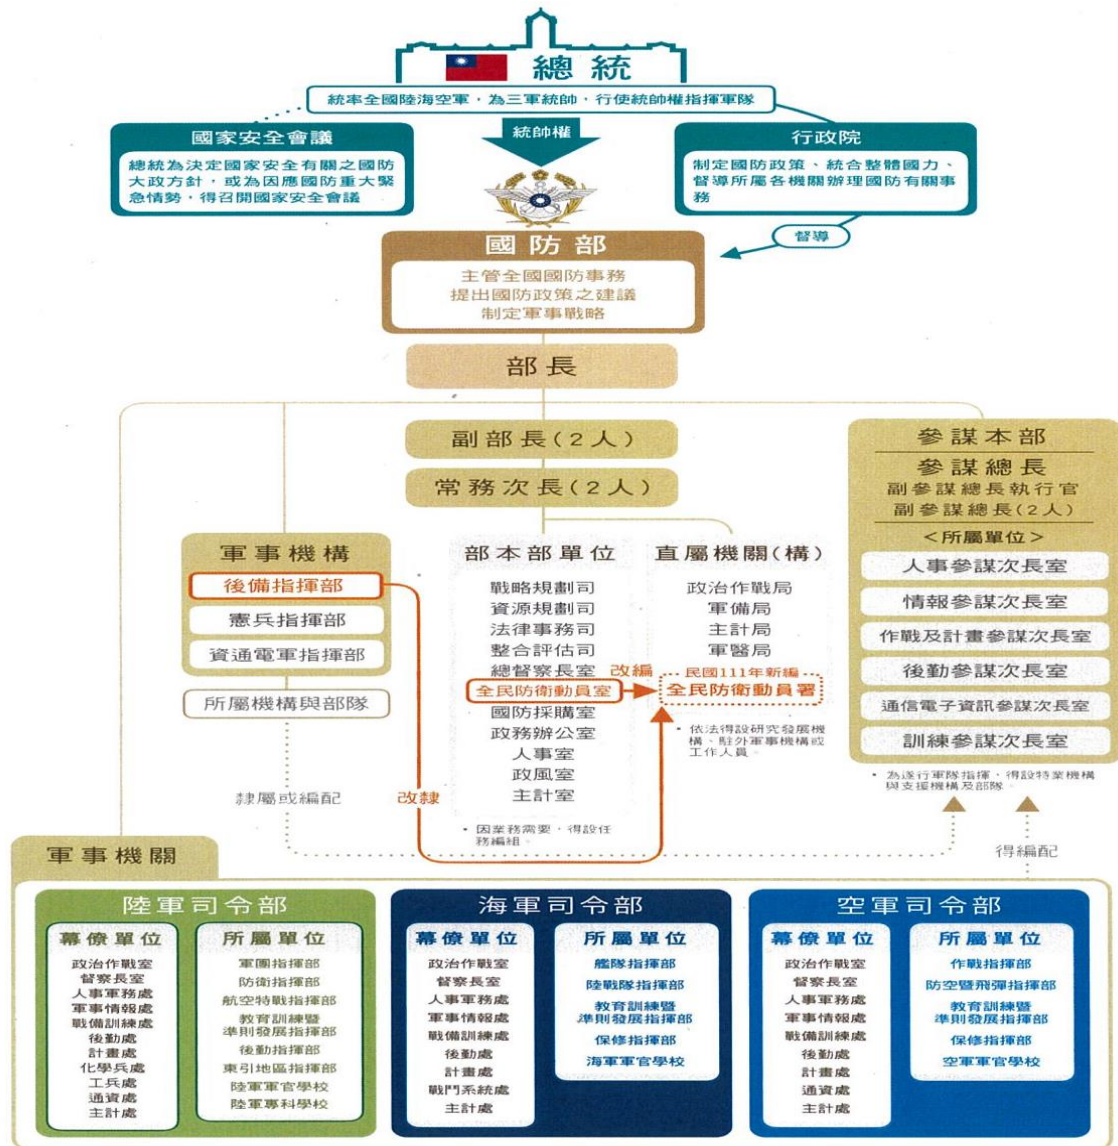 總統
統率全國陸海空軍，為三軍統帥，行使統帥權指揮軍隊
國家安全會議
總統為決定國家安全有關之國防
大政方針，或為因應國防重大緊
急情勢，得召開國家安全會議
統帥權
行政院
制定國防政策、統合整體國力、
督導所屬各機關辦理國防有關事
務
督導
國防部
主管全國國防事務
提出國防政策之建議
制定軍事戰略
部長
副部長(2人)
常務次長(2人)
參謀本部
參謀總長
副參謀總長執行官
副參謀總長(2人)
<所屬單位>
人事參謀次長室
情報參謀次長室
作戰及計畫參謀次長室
後勤參謀次長室
通信電子資訊參謀次長室
訓練參謀次長室
•為遂行軍隊指揮，得設特業機構
與支援機構及部隊。
軍事機構
後備指揮部
憲兵指揮部
資通電軍指揮部
所屬機構與部隊
隸屬或編配
改隸
部本部單位
戰略規劃司
資源規劃司
法律事務司
整合評估司
總督察長室
全民防衛動員室
國防採購室
政務辦公室
人事室
政風室
主計室
•因業務需要，得設任
務編組。
改編
直屬機關(構)
政治作戰局
軍備局
主計局
軍醫局
民國111年新編
全民防衛動員署
•依法得設研究發展機
構、駐外軍事機構或
工作人員。
得編配
軍事機關
陸軍司令部
幕僚單位
政治作戰室
督察長室
人事軍務處
軍事情報處
戰備訓練處
後勤處
計畫處
化學兵處
工兵處
通資處
主計處
所屬單位
軍團指揮部
防衛指揮部
航空特戰指揮部
教育訓練暨
準則發展指揮部
後勤指揮部
東引地區指揮部
陸軍軍官學校
陸軍專科學校
海軍司令部
幕僚單位
政治作戰室
督察長室
人事軍務處
軍事情報處
戰備訓練處
後勤處
計畫處
戰鬥系統處
主計處
所屬單位
艦隊指揮部
陸戰隊指揮部
教育訓練暨
準則發展指揮部
保修指揮部
海軍軍官學校
空軍司令部
幕僚單位
政治作戰室
督察長室
人事軍務處
軍事情報處
戰備訓練處
後勤處
計畫處
通資處
主計處
所屬單位
作戰指揮部
防空暨飛彈指揮部
教育訓練暨
準則發展指揮部
保修指揮部
空軍軍官學校